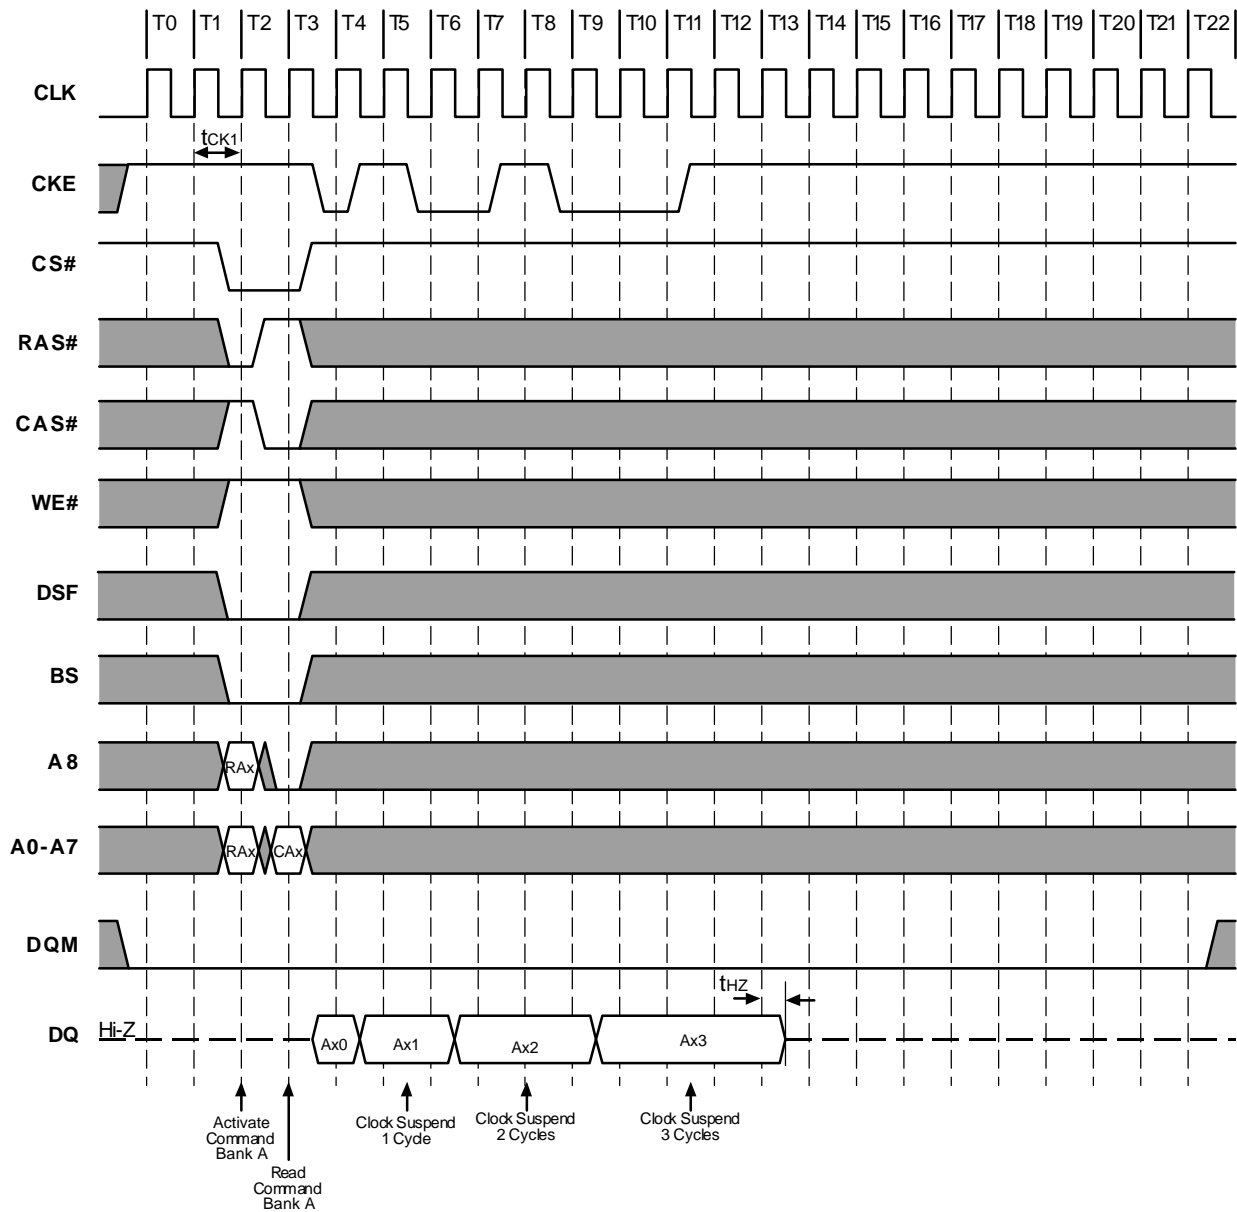 T0 T1 T2 T3 T4 T5 T6 T7 T8 T9 T10 T11 T12 T13 T14 T15 T16 T17 T18 T19 T20 T21 T22
CLK
tCK1
CKE
CS#
RAS#
CAS#
WE#
DSF
BS
A8 RAx
A0-A7 RAx CAx
DQM
tHZ
DQ Hi-Z Ax0 Ax1 Ax2 Ax3
Activate
Command
Bank A
Read
Command
Bank A
Clock Suspend
1 Cycle
Clock Suspend
2 Cycles
Clock Suspend
3 Cycles